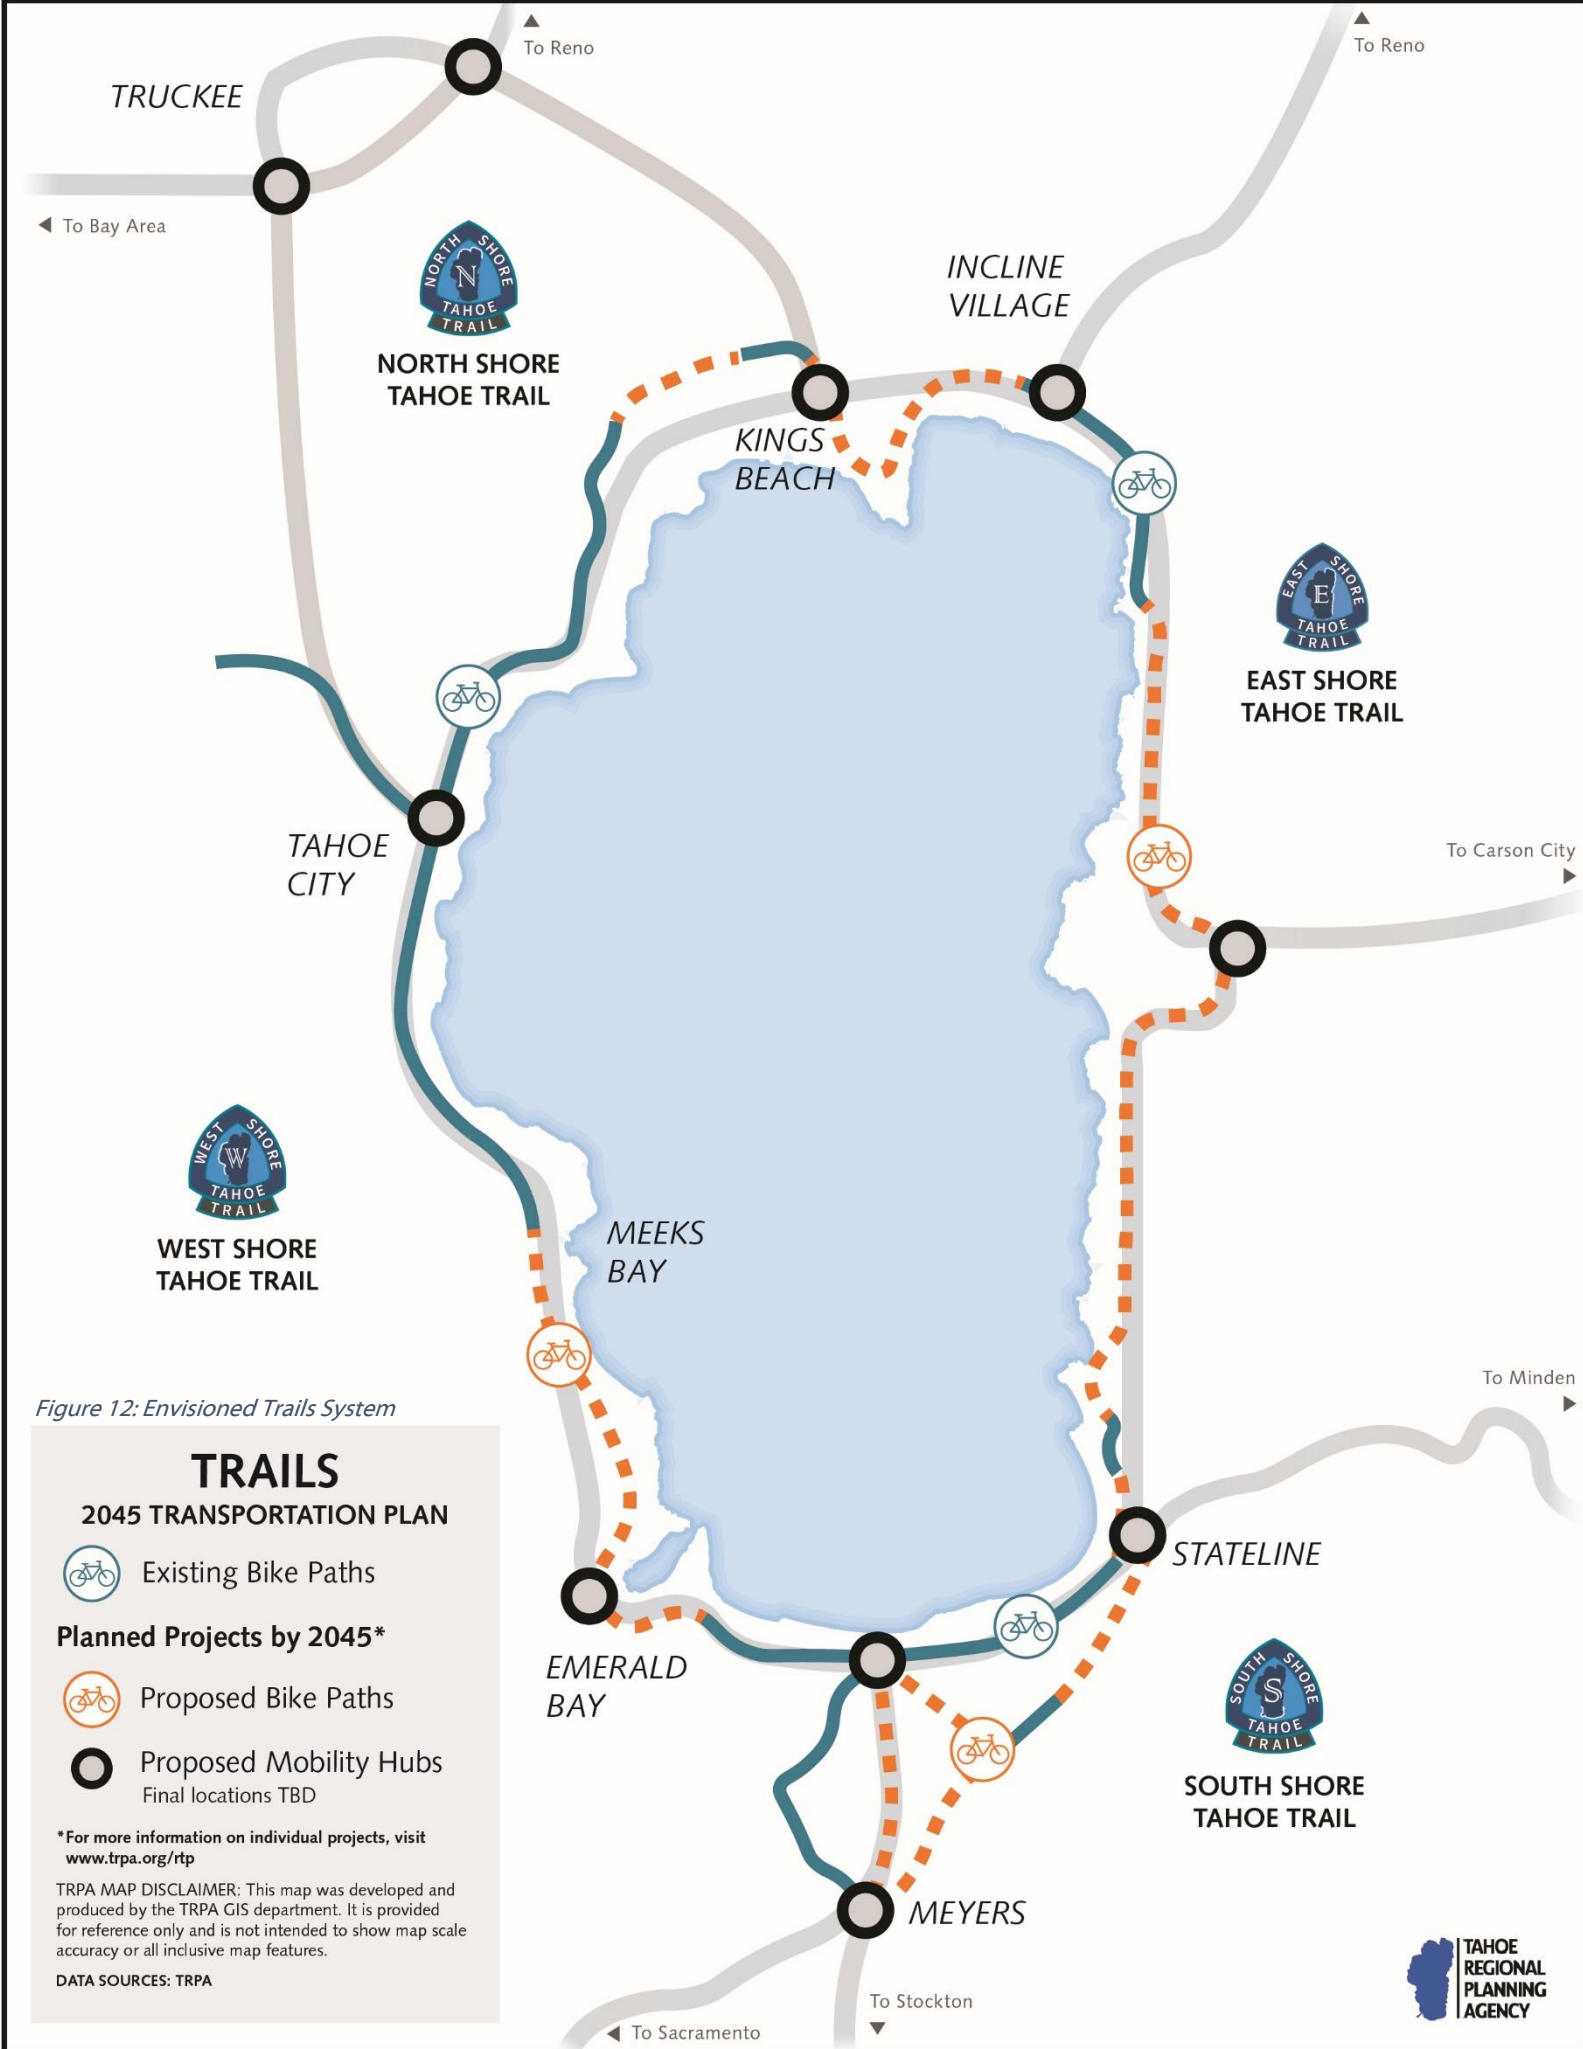 To Reno
To Reno
TRUCKEE
To Bay Area
NORTH SHORE
N
TAHOE
TRAIL
NORTH SHORE
TAHOE TRAIL
INCLINE
VILLAGE
KINGS
BEACH
EAST SHORE
E
TAHOE
TRAIL
EAST SHORE
TAHOE TRAIL
TAHOE
CITY
To Carson City
WEST SHORE
W
TAHOE
TRAIL
WEST SHORE
TAHOE TRAIL
MEEKS
BAY
To Minden
Figure 12: Envisioned Trails System
TRAILS
2045 TRANSPORTATION PLAN
Existing Bike Paths
Planned Projects by 2045*
Proposed Bike Paths
Proposed Mobility Hubs
Final locations TBD
*For more information on individual projects, visit
www.trpa.org/rtp
TRPA MAP DISCLAIMER: This map was developed and
produced by the TRPA GIS department. It is provided
for reference only and is not intended to show map scale
accuracy or all inclusive map features.
DATA SOURCES: TRPA
STATELINE
EMERALD
BAY
SOUTH SHORE
S
TAHOE
TRAIL
SOUTH SHORE
TAHOE TRAIL
MEYERS
To Stockton
To Sacramento
TAHOE
REGIONAL
PLANNING
AGENCY